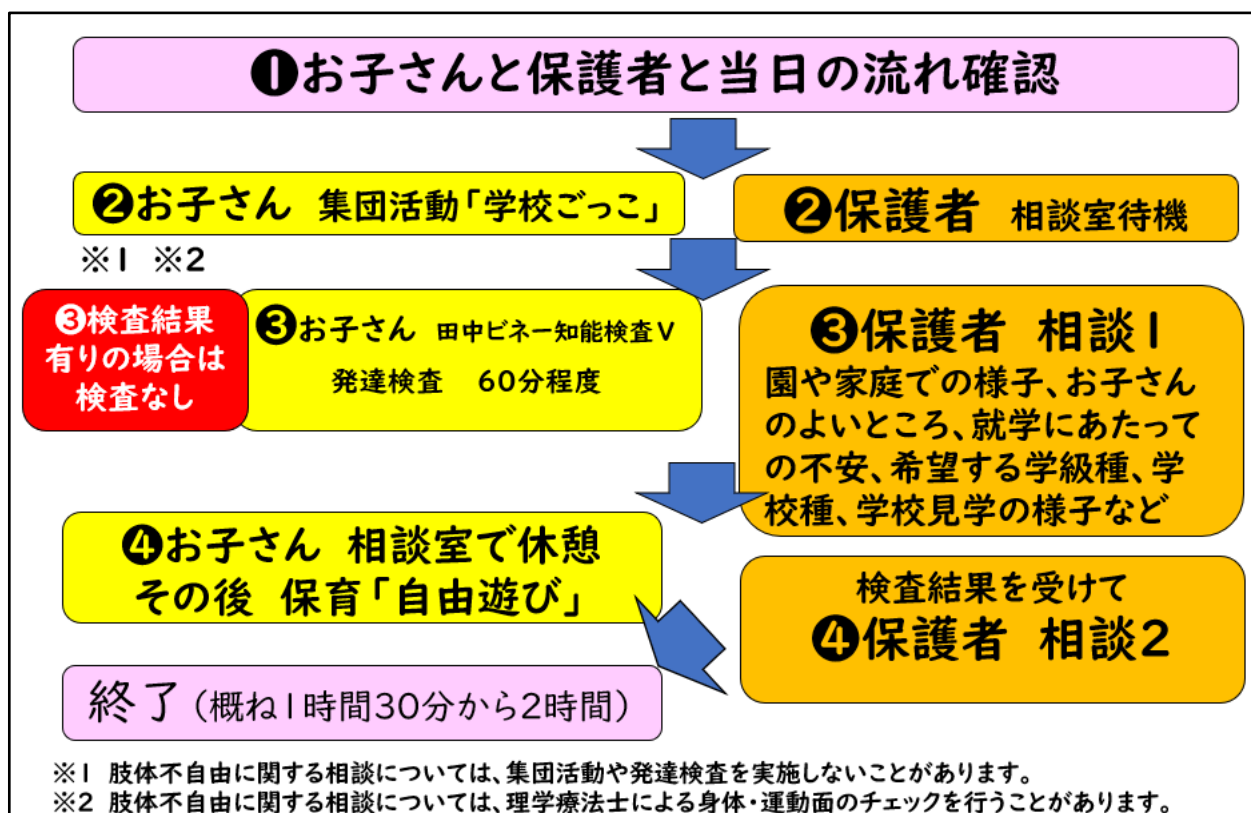 ❶お子さんと保護者と当日の流れ確認
❷お子さん 集団活動「学校ごっこ」
❷保護者 相談室待機
※1 ※2
❸検査結果
有りの場合は
検査なし
❸お子さん 田中ビネー知能検査Ⅴ
発達検査 60分程度
❸保護者 相談1
園や家庭での様子、お子さん
のよいところ、就学にあたって
の不安、希望する学級種、学
校種、学校見学の様子など
❹お子さん 相談室で休憩
その後 保育「自由遊び」
検査結果を受けて
❹保護者 相談2
終了(概ね1時間30分から2時間)
※1 肢体不自由に関する相談については、集団活動や発達検査を実施しないことがあります。
※2 肢体不自由に関する相談については、理学療法士による身体・運動面のチェックを行うことがあります。